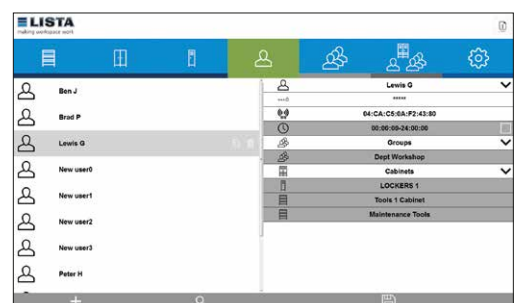 LISTA
making workspace work
Ben J
Brad P
Lewis G
New user0
New user1
New user2
New user3
Peter H
Lewis G
*****
04:CA:C5:0A:F2:43:80
00:00:00-24:00:00
Groups
Dept Workshop
Cabinets
LOCKERS 1
Tools 1 Cabinet
Maintenance Tools